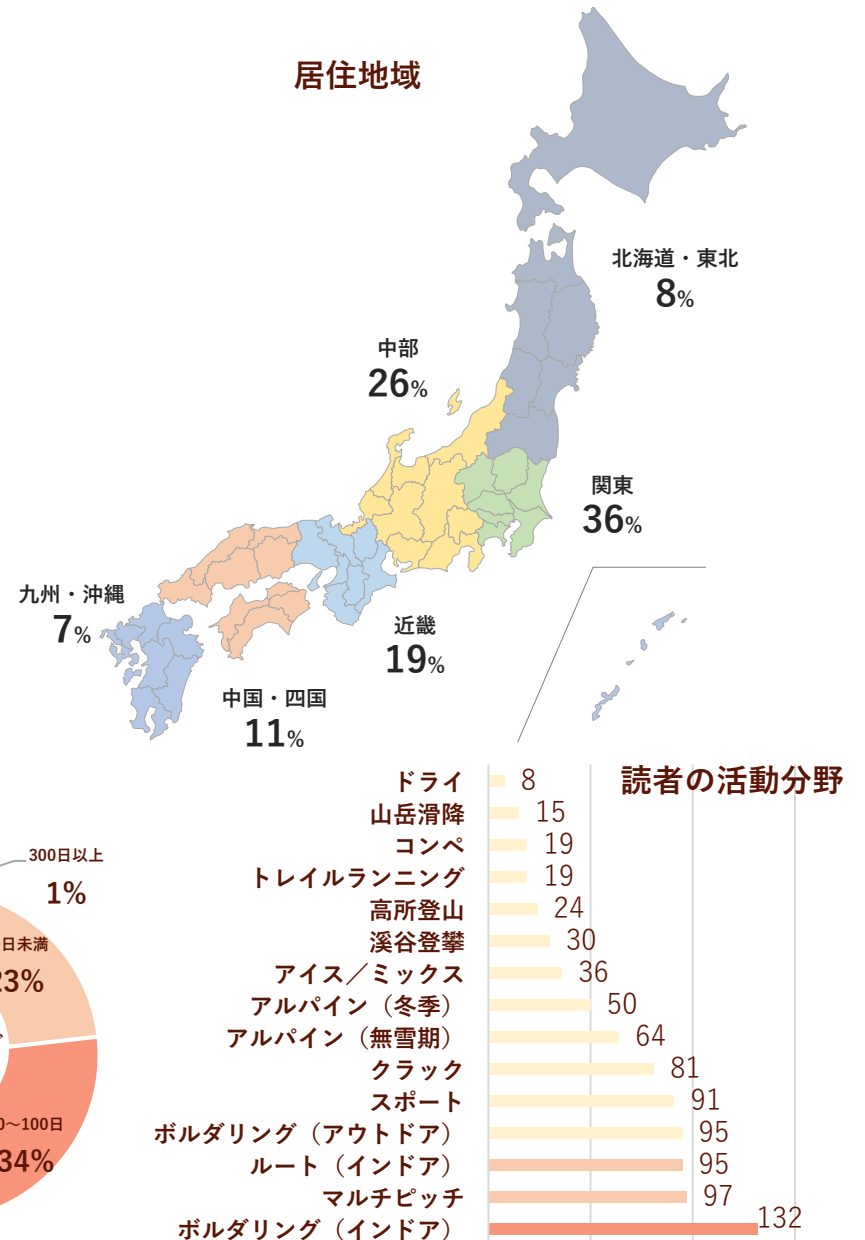 居住地域
北海道・東北
8%
中部
26%
関東
36%
九州・沖縄
7%
近畿
19%
中国・四国
11%
読者の活動分野
ドライ 8
山岳滑降 15
コンペ 19
トレイルランニング 19
高所登山 24
渓谷登攀 30
アイス／ミックス 36
アルパイン（冬季） 50
アルパイン（無雪期） 64
クラック 81
スポート 91
ボルダリング（アウトドア） 95
ルート（インドア） 95
マルチピッチ 97
ボルダリング（インドア） 132
300日以上
1%
日未満
23%
0〜100日
34%